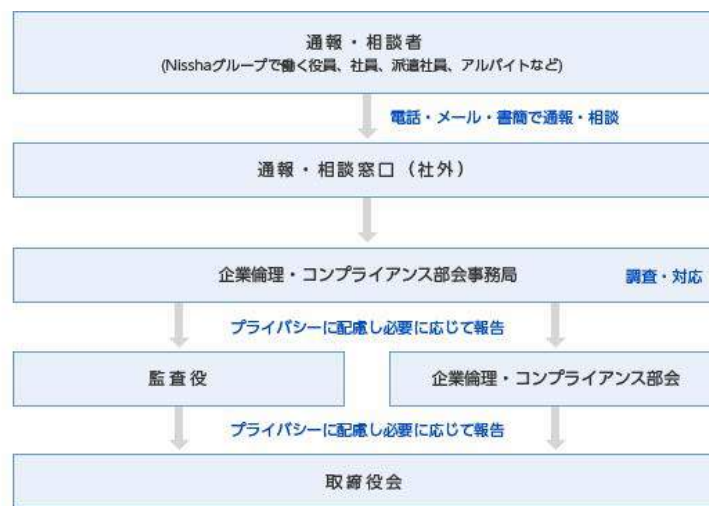 通報・相談者
(Nisshaグループで働く役員、社員、派遣社員、アルバイトなど)
電話・メール・書簡で通報・相談
通報・相談窓口（社外）
企業倫理・コンプライアンス部会事務局
調査・対応
プライバシーに配慮し必要に応じて報告
監査役
企業倫理・コンプライアンス部会
プライバシーに配慮し必要に応じて報告
取締役会